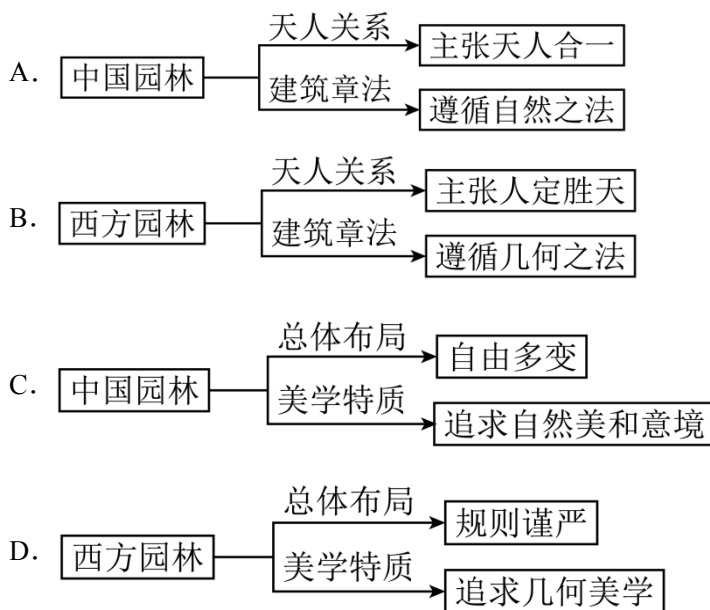 天人关系
主张天人合一
A. 中国园林
建筑章法
遵循自然之法
天人关系
主张人定胜天
B. 西方园林
建筑章法
遵循几何之法
总体布局
自由多变
C. 中国园林
美学特质
追求自然美和意境
总体布局
规则谨严
D. 西方园林
美学特质
追求几何美学